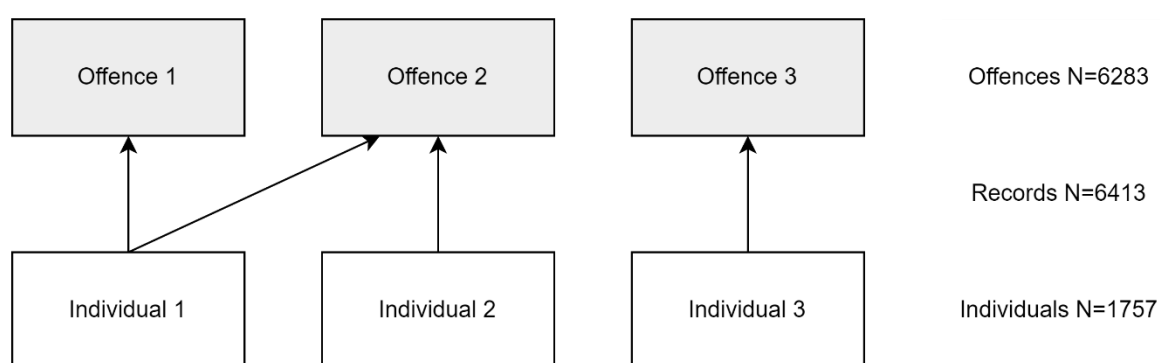 Offence 1
Offence 2
Offence 3
Offences N=6283
Records N=6413
Individual 1
Individual 2
Individual 3
Individuals N=1757